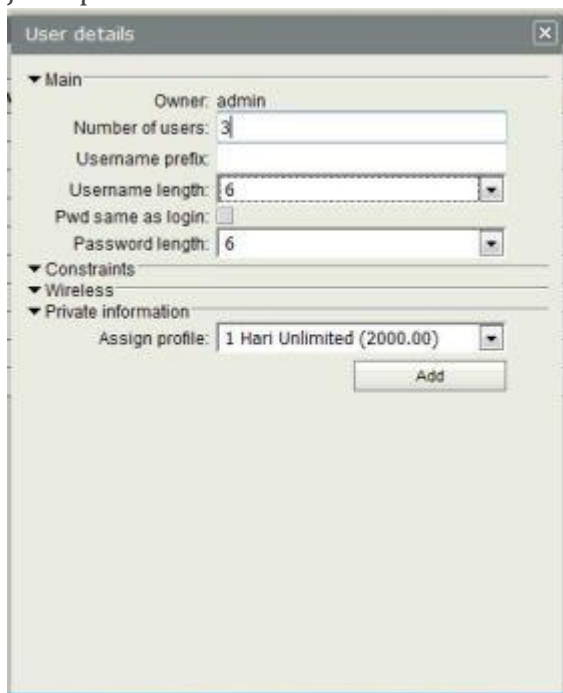 User details
Main
Owner: admin
Number of users: 3
Username prefix:
Username length: 6
Pwd same as login:
Password length: 6
Constraints
Wireless
Private information
Assign profile: 1 Hari Unlimited (2000.00)
Add